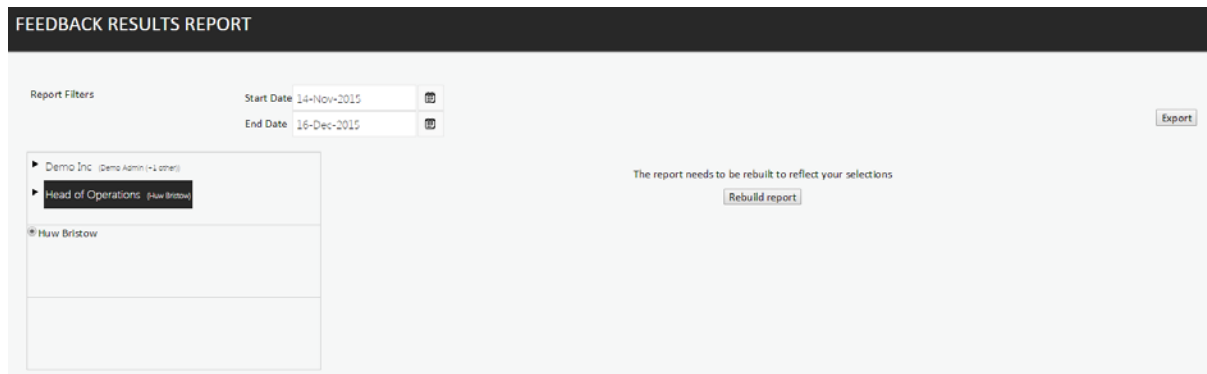 FEEDBACK RESULTS REPORT
Report Filters
Start Date 14-Nov-2015
End Date 16-Dec-2015
Export
Demo Inc (Demo Admin (+1 other))
Head of Operations (Huw Bristow)
Huw Bristow
The report needs to be rebuilt to reflect your selections
Rebuild report